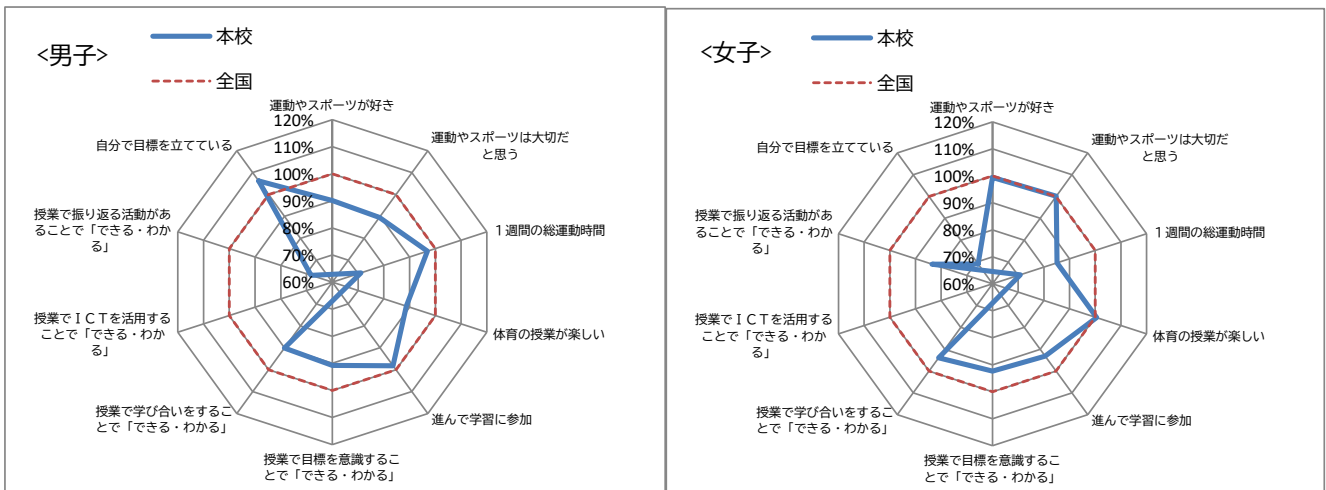 <男子>
本校
全国
運動やスポーツが好き
運動やスポーツは大切だ
と思う
1週間の総運動時間
体育の授業が楽しい
進んで学習に参加
授業で目標を意識するこ
とで「できる・わかる」
授業で学び合いをするこ
とで「できる・わかる」
授業でICTを活用する
ことで「できる・わか
る」
授業で振り返る活動があ
ることで「できる・わか
る」
自分で目標を立てている
120%
110%
100%
90%
80%
70%
60%
<女子>
本校
全国
運動やスポーツが好き
運動やスポーツは大切だ
と思う
1週間の総運動時間
体育の授業が楽しい
進んで学習に参加
授業で目標を意識するこ
とで「できる・わかる」
授業で学び合いをするこ
とで「できる・わかる」
授業でICTを活用する
ことで「できる・わか
る」
授業で振り返る活動があ
ることで「できる・わか
る」
自分で目標を立てている
120%
110%
100%
90%
80%
70%
60%